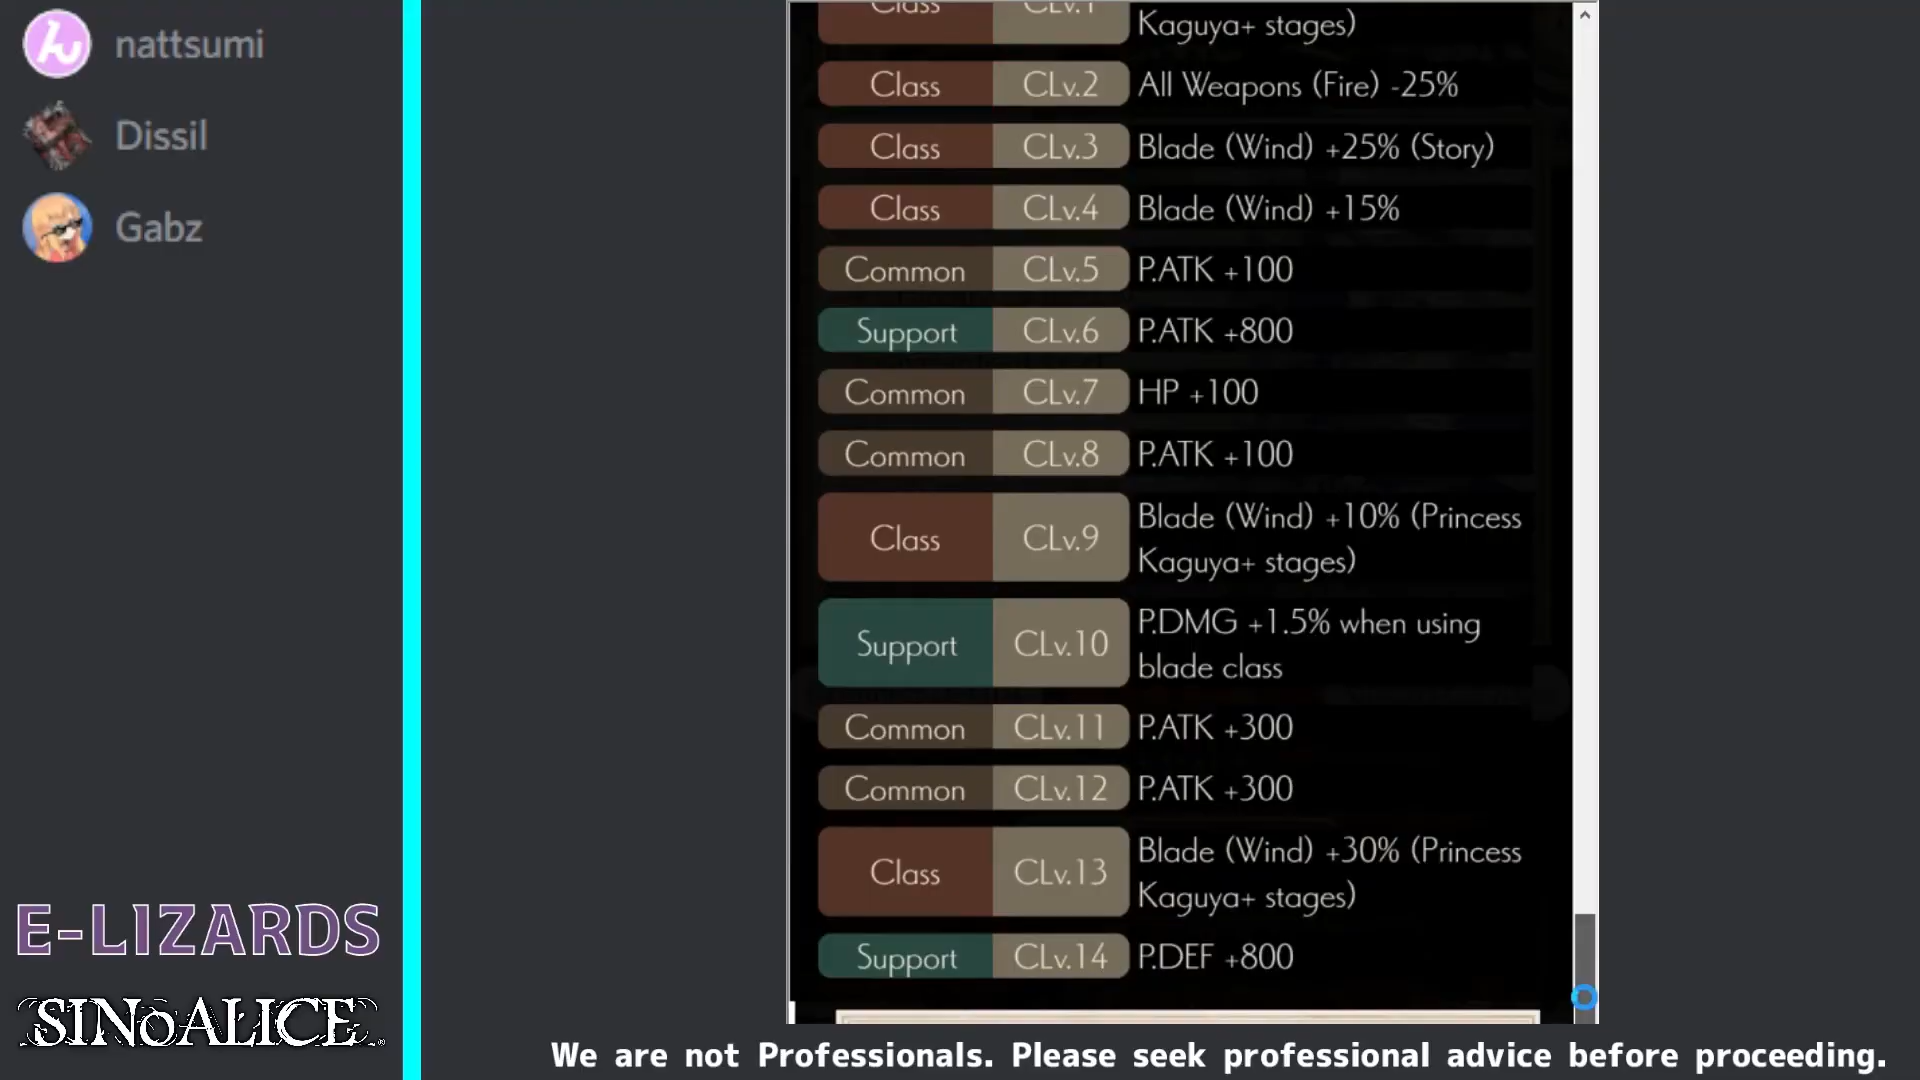 nattsumi
Dissil
Gabz
E-LIZARDS
SINoALICE
Class CLv.1 Kaguya+ stages)
Class CLv.2 All Weapons (Fire) -25%
Class CLv.3 Blade (Wind) +25% (Story)
Class CLv.4 Blade (Wind) +15%
Common CLv.5 P.ATK +100
Support CLv.6 P.ATK +800
Common CLv.7 HP +100
Common CLv.8 P.ATK +100
Class CLv.9 Blade (Wind) +10% (Princess
Kaguya+ stages)
Support CLv.10 P.DMG +1.5% when using
blade class
Common CLv.11 P.ATK +300
Common CLv.12 P.ATK +300
Class CLv.13 Blade (Wind) +30% (Princess
Kaguya+ stages)
Support CLv.14 P.DEF +800
We are not Professionals. Please seek professional advice before proceeding.